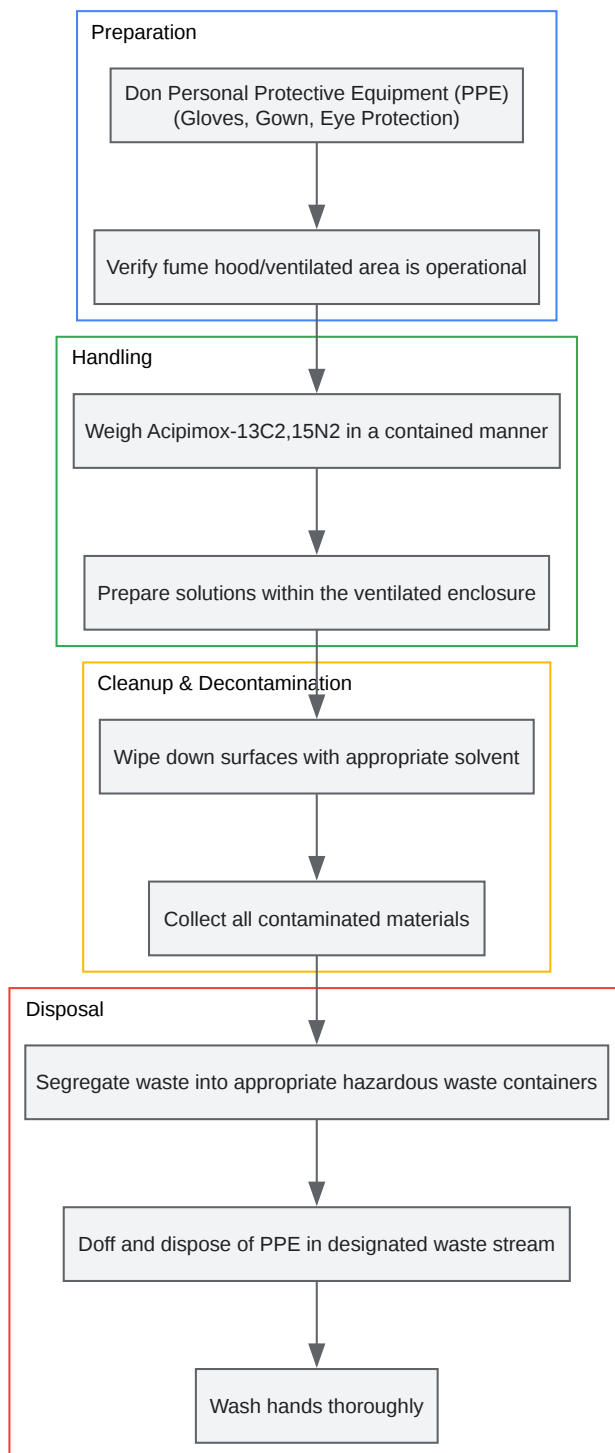 Preparation
Don Personal Protective Equipment (PPE)
(Gloves, Gown, Eye Protection)
Verify fume hood/ventilated area is operational
Handling
Weigh Acipimox-13C2,15N2 in a contained manner
Prepare solutions within the ventilated enclosure
Cleanup & Decontamination
Wipe down surfaces with appropriate solvent
Collect all contaminated materials
Disposal
Segregate waste into appropriate hazardous waste containers
Doff and dispose of PPE in designated waste stream
Wash hands thoroughly